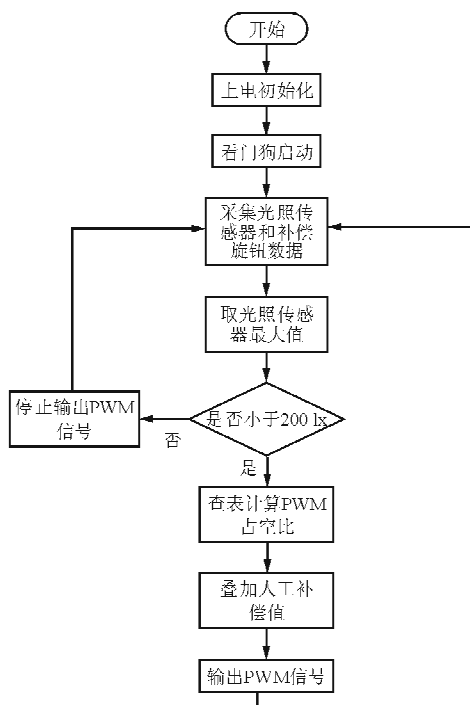 开始
上电初始化
看门狗启动
采集光照传
感器和补偿
旋钮数据
取光照传感
器最大值
是否小于200 lx
否
停止输出PWM
信号
是
查表计算PWM
占空比
叠加人工补
偿值
输出PWM信号